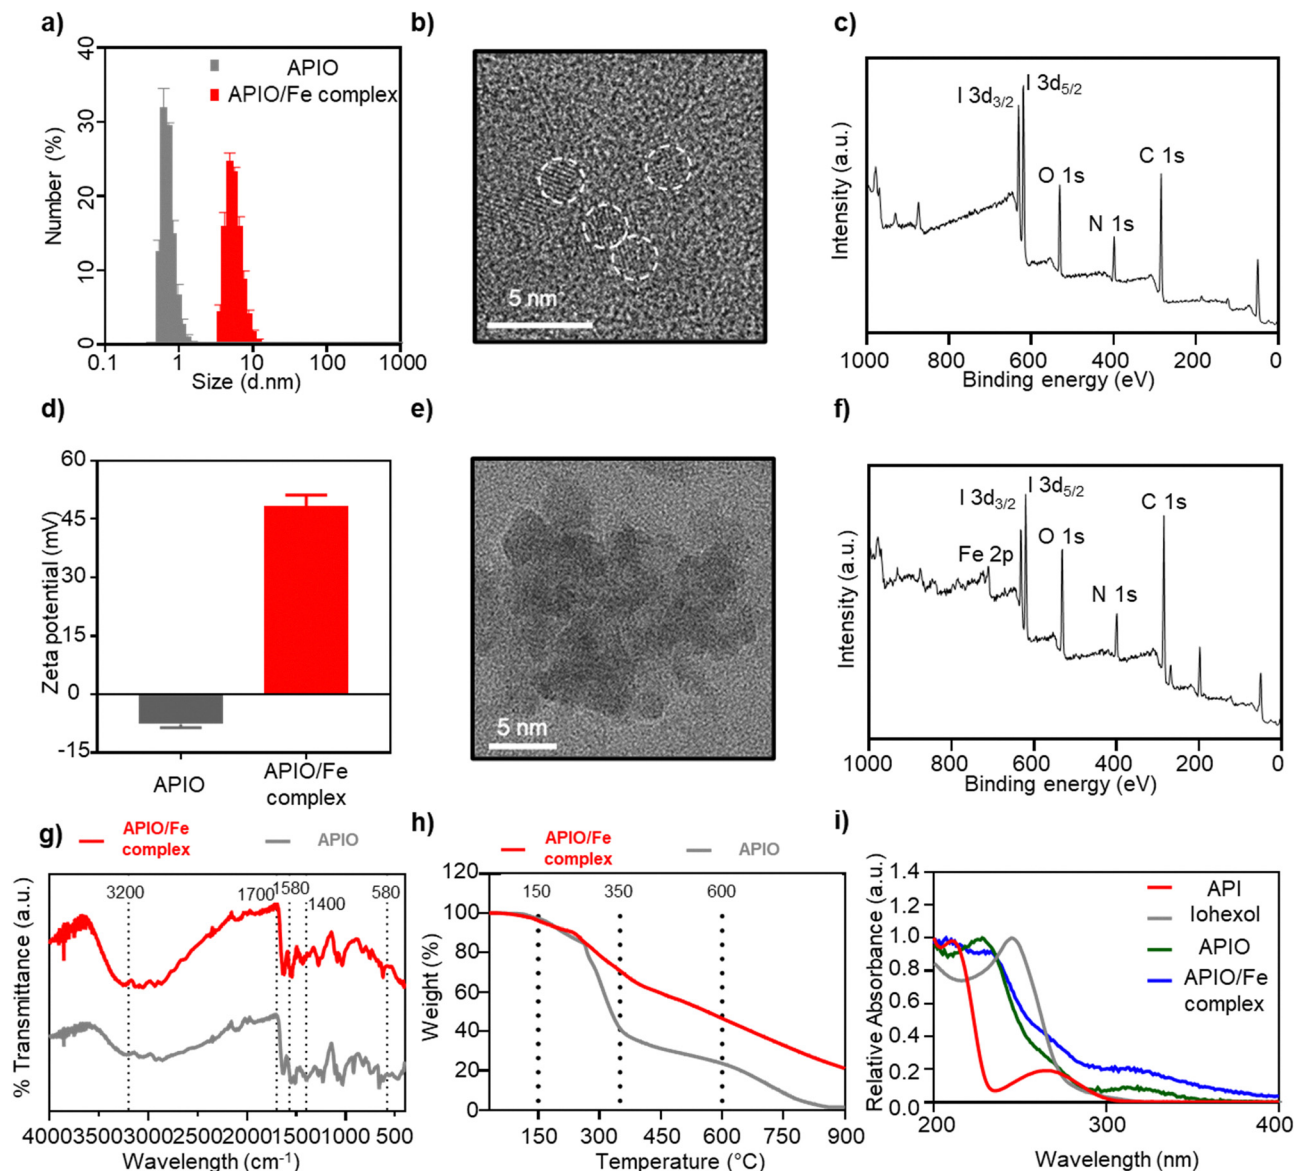 a)
40
30
20
10
0
Number (%)
APIO
APIO/Fe complex
0.1 1 10 100 1000
Size (d.nm)
b)
5 nm
c)
I 3d3/2
I 3d5/2
O 1s
N 1s
C 1s
Intensity (a.u.)
1000 800 600 400 200 0
Binding energy (eV)
d)
60
45
30
15
0
-15
Zeta potential (mV)
APIO
APIO/Fe
complex
e)
5 nm
f)
I 3d3/2
I 3d5/2
Fe 2p
O 1s
N 1s
C 1s
Intensity (a.u.)
1000 800 600 400 200 0
Binding energy (eV)
g)
APIO/Fe
complex
APIO
3200 1700 1580 1400 580
% Transmittance (a.u.)
4000 3500 3000 2500 2000 1500 1000 500
Wavelength (cm-1)
h)
APIO/Fe
complex
APIO
120
100
80
60
40
20
0
150 350 600
Weight (%)
150 300 450 600 750 900
Temperature (°C)
i)
1.4
1.2
1.0
0.8
0.6
0.4
0.2
0.0
Relative Absorbance (a.u.)
API
Iohexol
APIO
APIO/Fe
complex
200 300 400
Wavelength (nm)